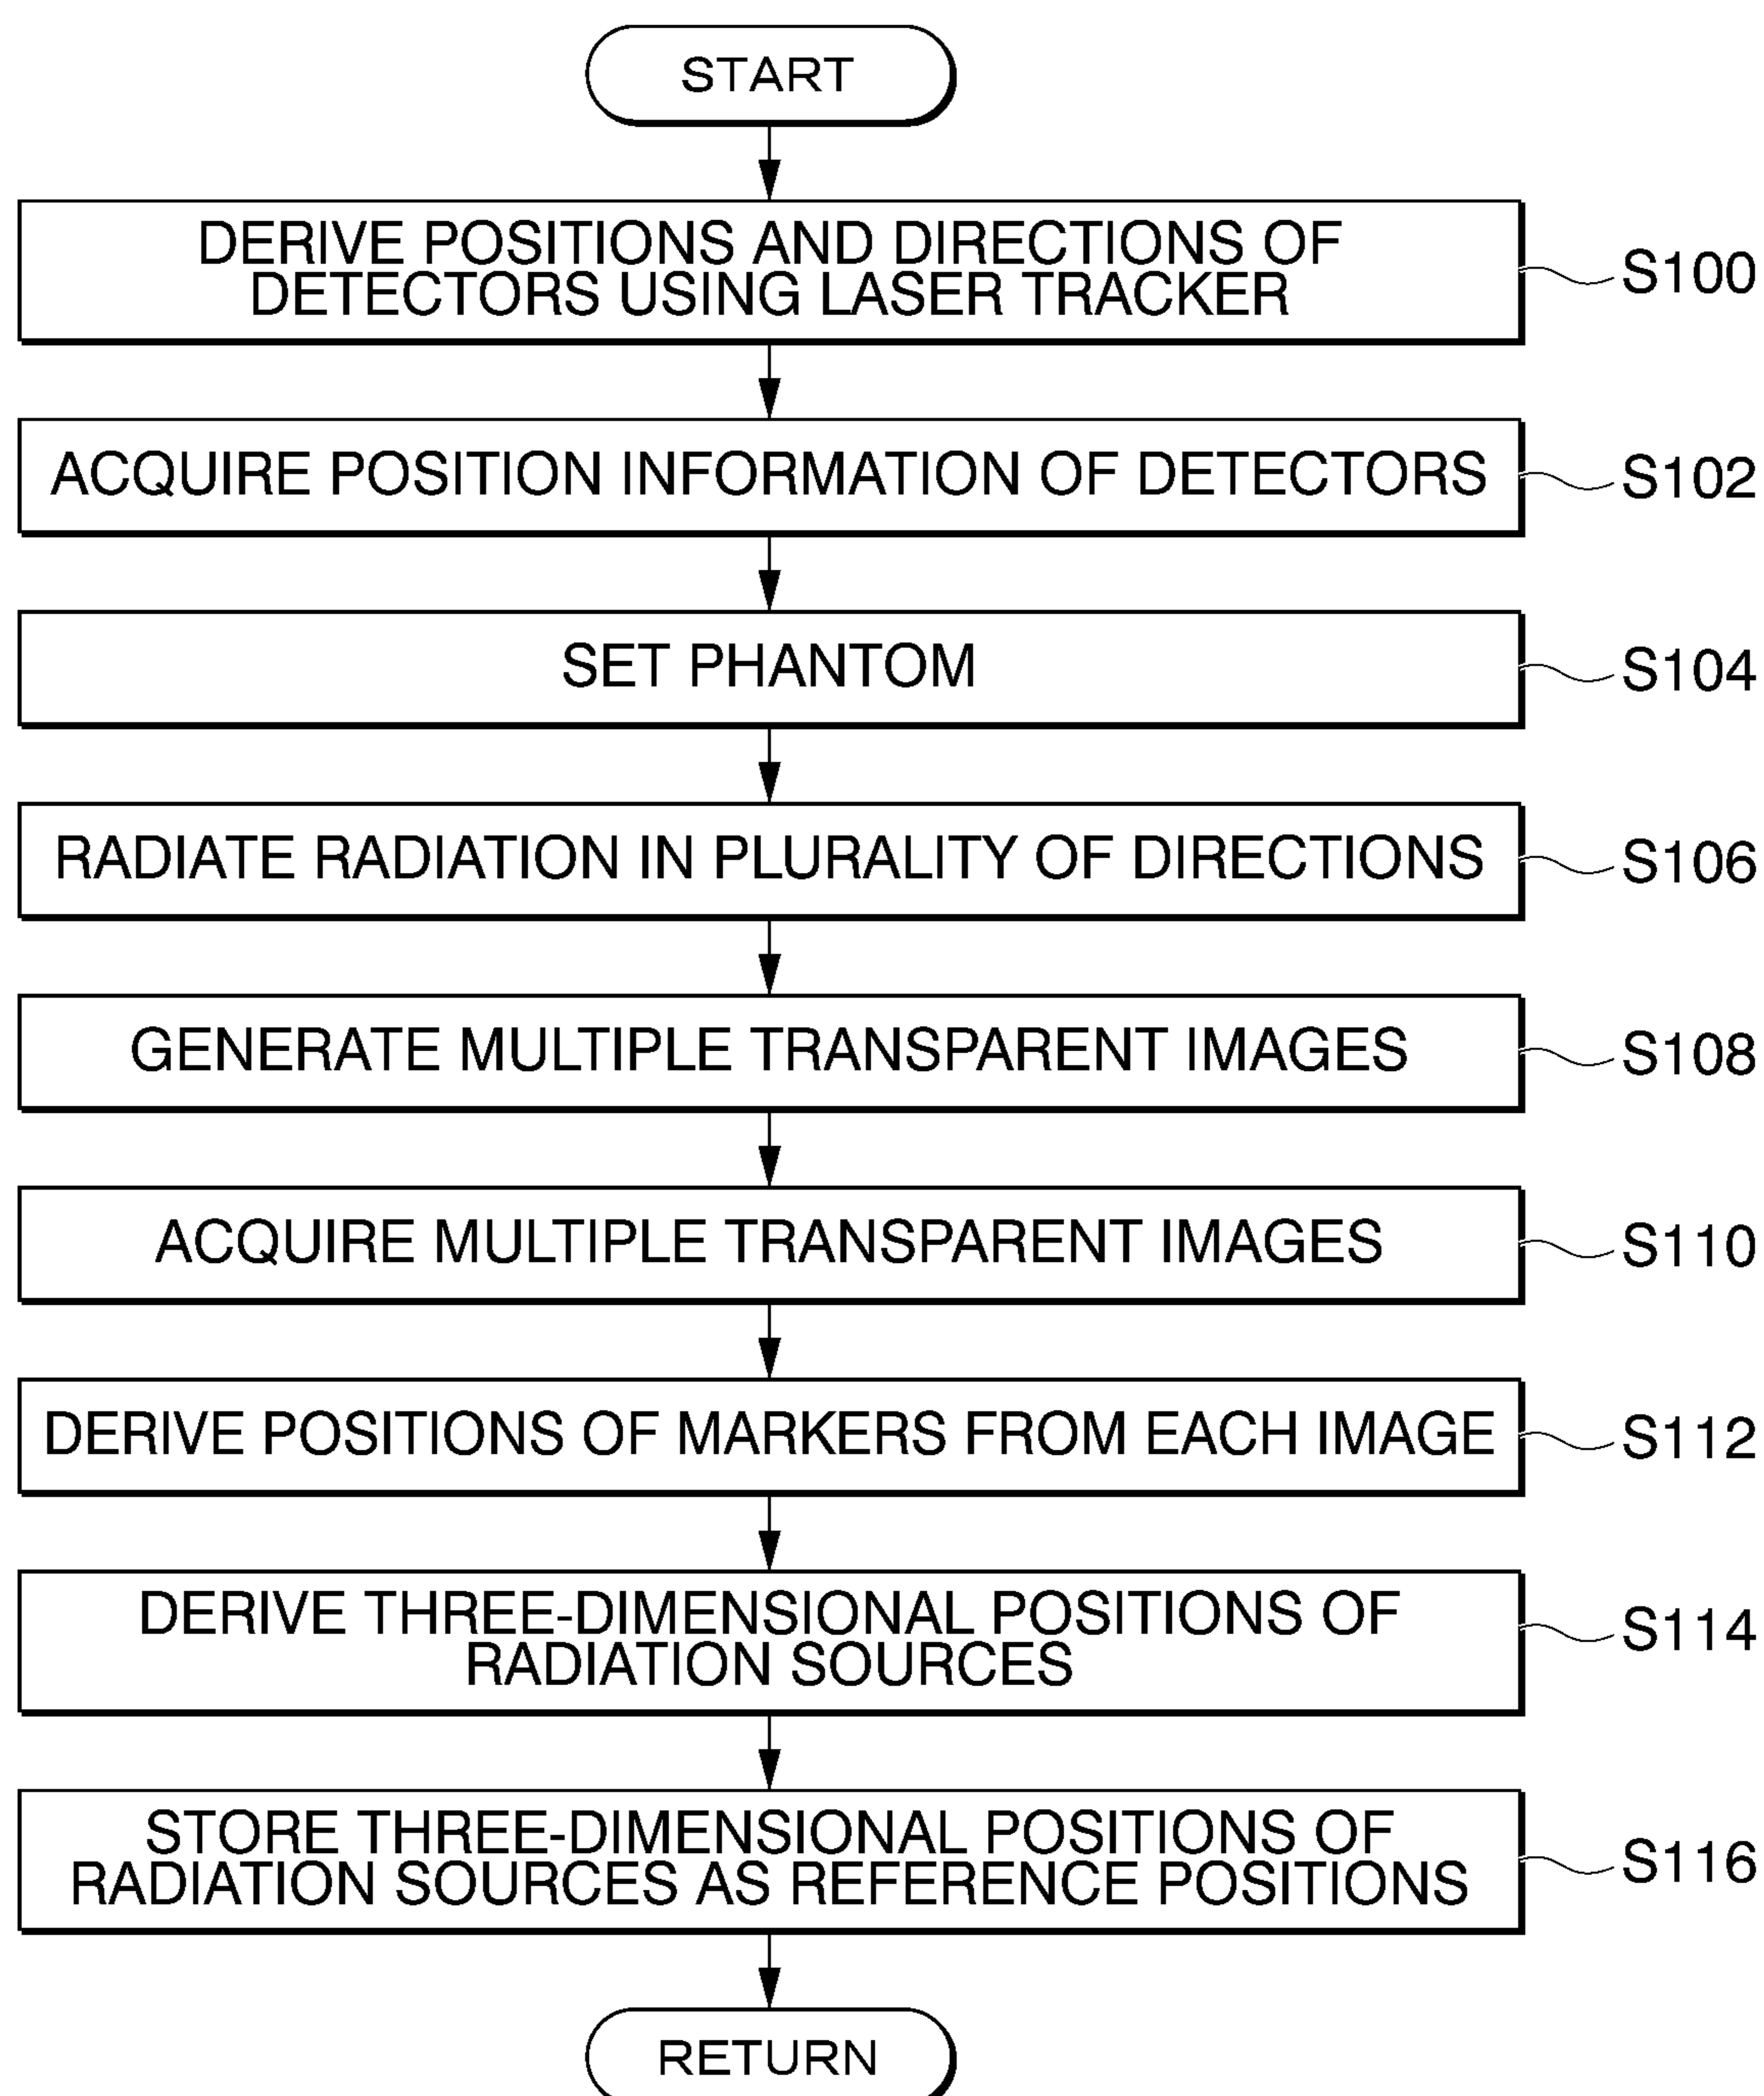 START
DERIVE POSITIONS AND DIRECTIONS OF
DETECTORS USING LASER TRACKER
S100
ACQUIRE POSITION INFORMATION OF DETECTORS
S102
SET PHANTOM
S104
RADIATE RADIATION IN PLURALITY OF DIRECTIONS
S106
GENERATE MULTIPLE TRANSPARENT IMAGES
S108
ACQUIRE MULTIPLE TRANSPARENT IMAGES
S110
DERIVE POSITIONS OF MARKERS FROM EACH IMAGE
S112
DERIVE THREE-DIMENSIONAL POSITIONS OF
RADIATION SOURCES
S114
STORE THREE-DIMENSIONAL POSITIONS OF
RADIATION SOURCES AS REFERENCE POSITIONS
S116
RETURN